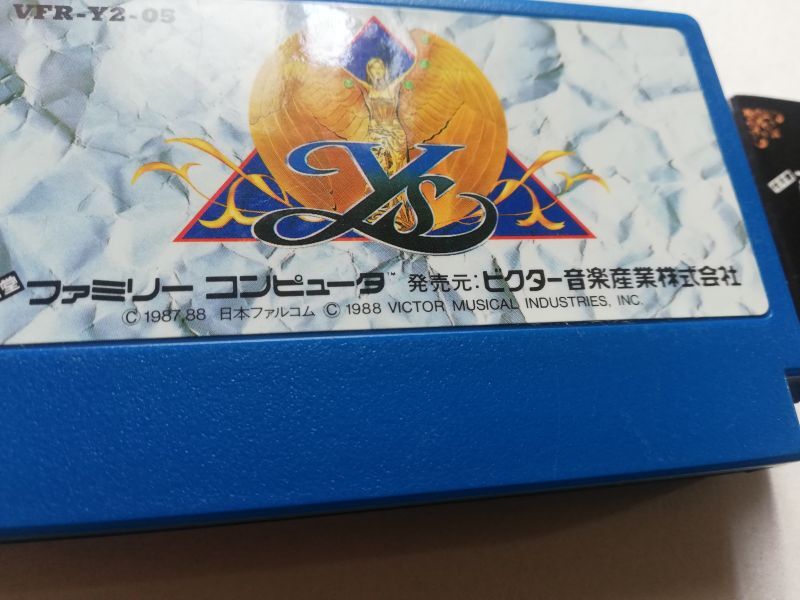 VFR-Y2-05
Ys
堂 ファミリー コンピュータ™ 発売元: ビクター音楽産業株式会社
© 1987,88 日本ファルコム © 1988 VICTOR MUSICAL INDUSTRIES, INC.